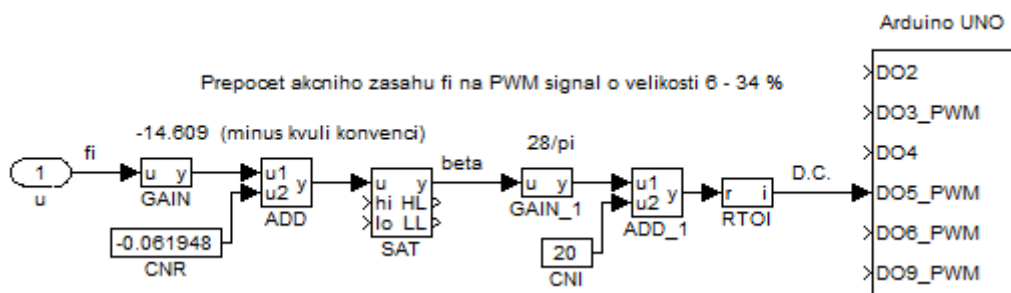 Arduino UNO
Prepocet akcniho zasahu fi na PWM signal o velikosti 6 - 34 %
-14.609 (minus kvuli konvenci)
28/pi
DO2
DO3_PWM
DO4
DO5_PWM
DO6_PWM
DO9_PWM
1
u
fi
u y
GAIN
-0.061948
CNR
u1
u2
y
ADD
u y
hi HL
lo LL
SAT
beta
u y
GAIN_1
20
CNI
u1
u2
y
ADD_1
r i
RTOI
D.C.